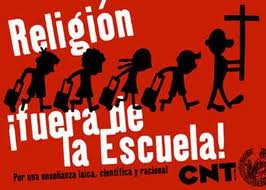 Religión
¡fuera de
la Escuela!
Por una enseñanza laica, científica y racional
CNT